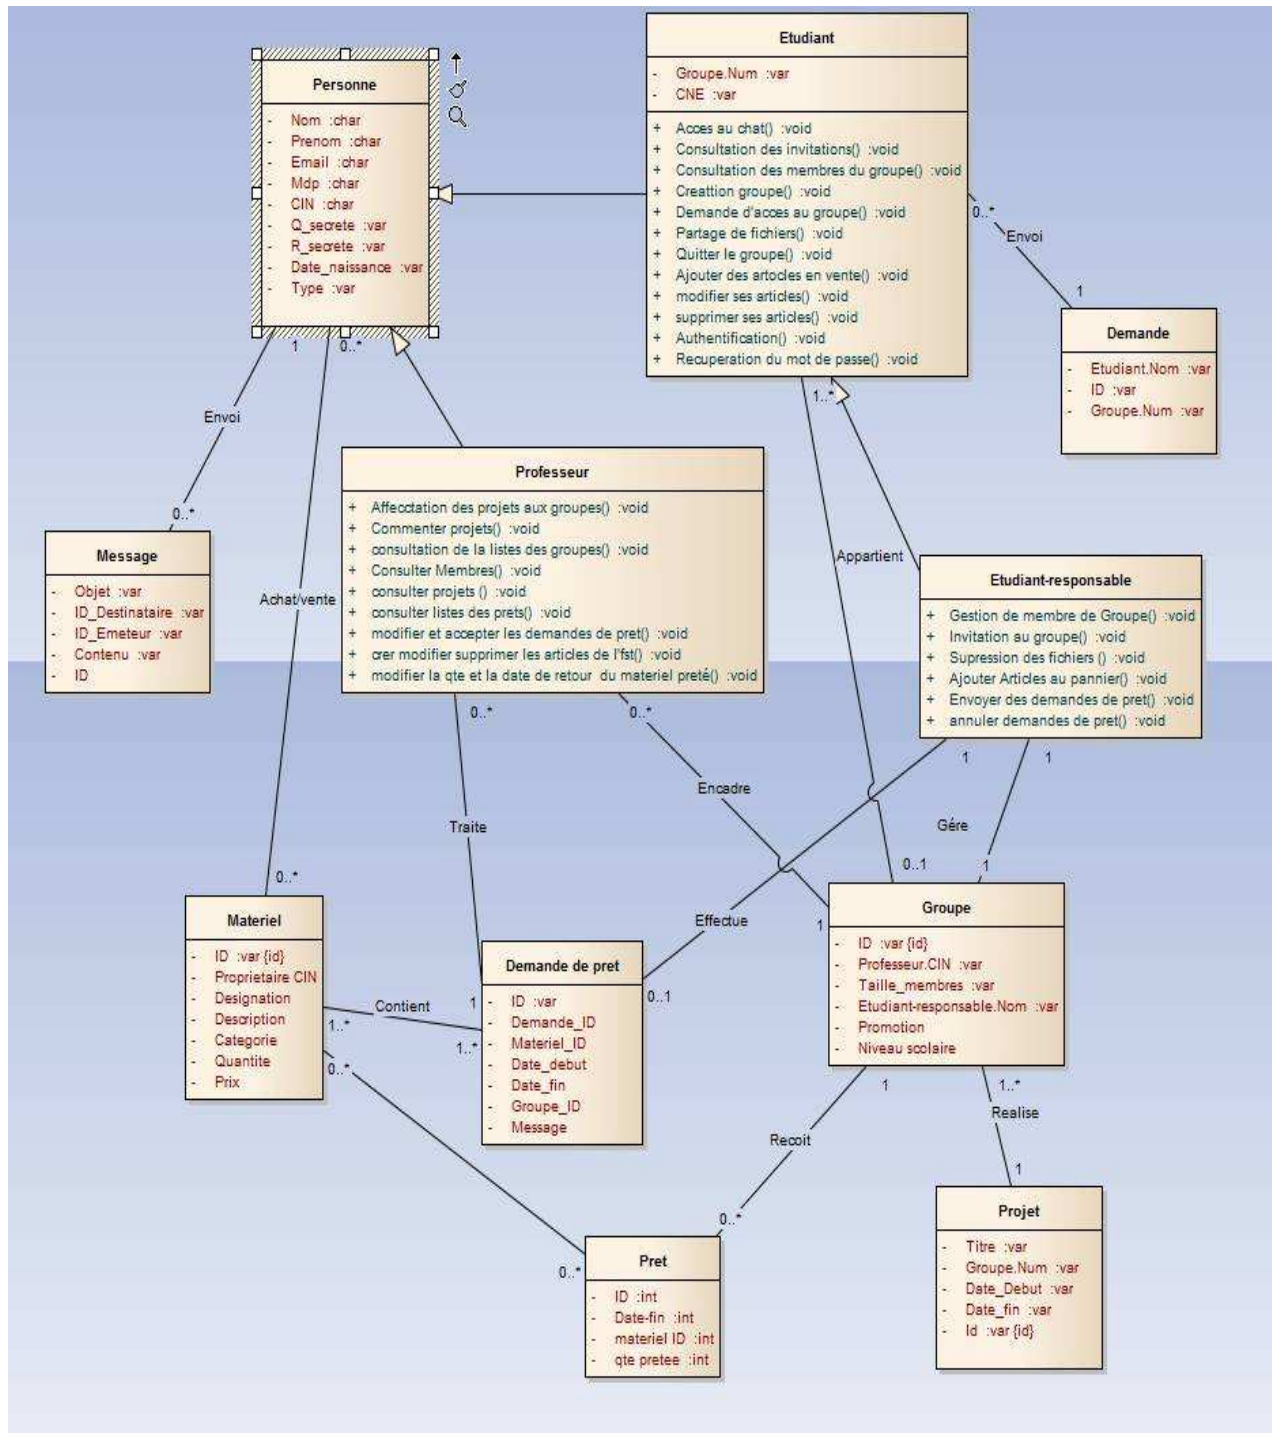 Etudiant
- Groupe.Num :var
- CNE :var
+ Acces au chat() :void
+ Consultation des invitations() :void
+ Consultation des membres du groupe() :void
+ Creattion groupe() :void
+ Demande d'acces au groupe() :void
+ Partage de fichiers() :void
+ Quitter le groupe() :void
+ Ajouter des artocles en vente() :void
+ modifier ses articles() :void
+ supprimer ses articles() :void
+ Authentification() :void
+ Recuperation du mot de passe() :void
Personne
- Nom :char
- Prenom :char
- Email :char
- Mdp :char
- CIN :char
- Q_secrete :var
- R_secrete :var
- Date_naissance :var
- Type :var
0..*
Envoi
1
Demande
- Etudiant.Nom :var
- ID :var
- Groupe.Num :var
1
0..*
1..*
Envoi
0..*
Professeur
+ Affecctation des projets aux groupes() :void
+ Commenter projets() :void
+ consultation de la listes des groupes() :void
+ Consulter Membres() :void
+ consulter projets () :void
+ consulter listes des prets() :void
+ modifier et accepter les demandes de pret() :void
+ crer modifier supprimer les articles de l'fst() :void
+ modifier la qte et la date de retour du materiel preté() :void
Message
- Objet :var
- ID_Destinataire :var
- ID_Emeteur :var
- Contenu :var
- ID
Achat/vente
Appartient
Etudiant-responsable
+ Gestion de membre de Groupe() :void
+ Invitation au groupe() :void
+ Supression des fichiers () :void
+ Ajouter Articles au pannier() :void
+ Envoyer des demandes de pret() :void
+ annuler demandes de pret() :void
0..*
0..*
1
1
Encadre
Traite
Gére
0..*
0..1
1
Materiel
- ID :var {id}
- Proprietaire CIN
- Designation
- Description
- Categorie
- Quantite
- Prix
Effectue
1
Groupe
- ID :var {id}
- Professeur.CIN :var
- Taille_membres :var
- Etudiant-responsable.Nom :var
- Promotion
- Niveau scolaire
Demande de pret
- ID :var
- Demande_ID
- Materiel_ID
- Date_debut
- Date_fin
- Groupe_ID
- Message
1
0..1
Contient
1..*
1..*
0..*
1
1..*
Realise
Recoit
1
0..*
0..*
Pret
- ID :int
- Date-fin :int
- materiel ID :int
- qte pretee :int
Projet
- Titre :var
- Groupe.Num :var
- Date_Debut :var
- Date_fin :var
- Id :var {id}